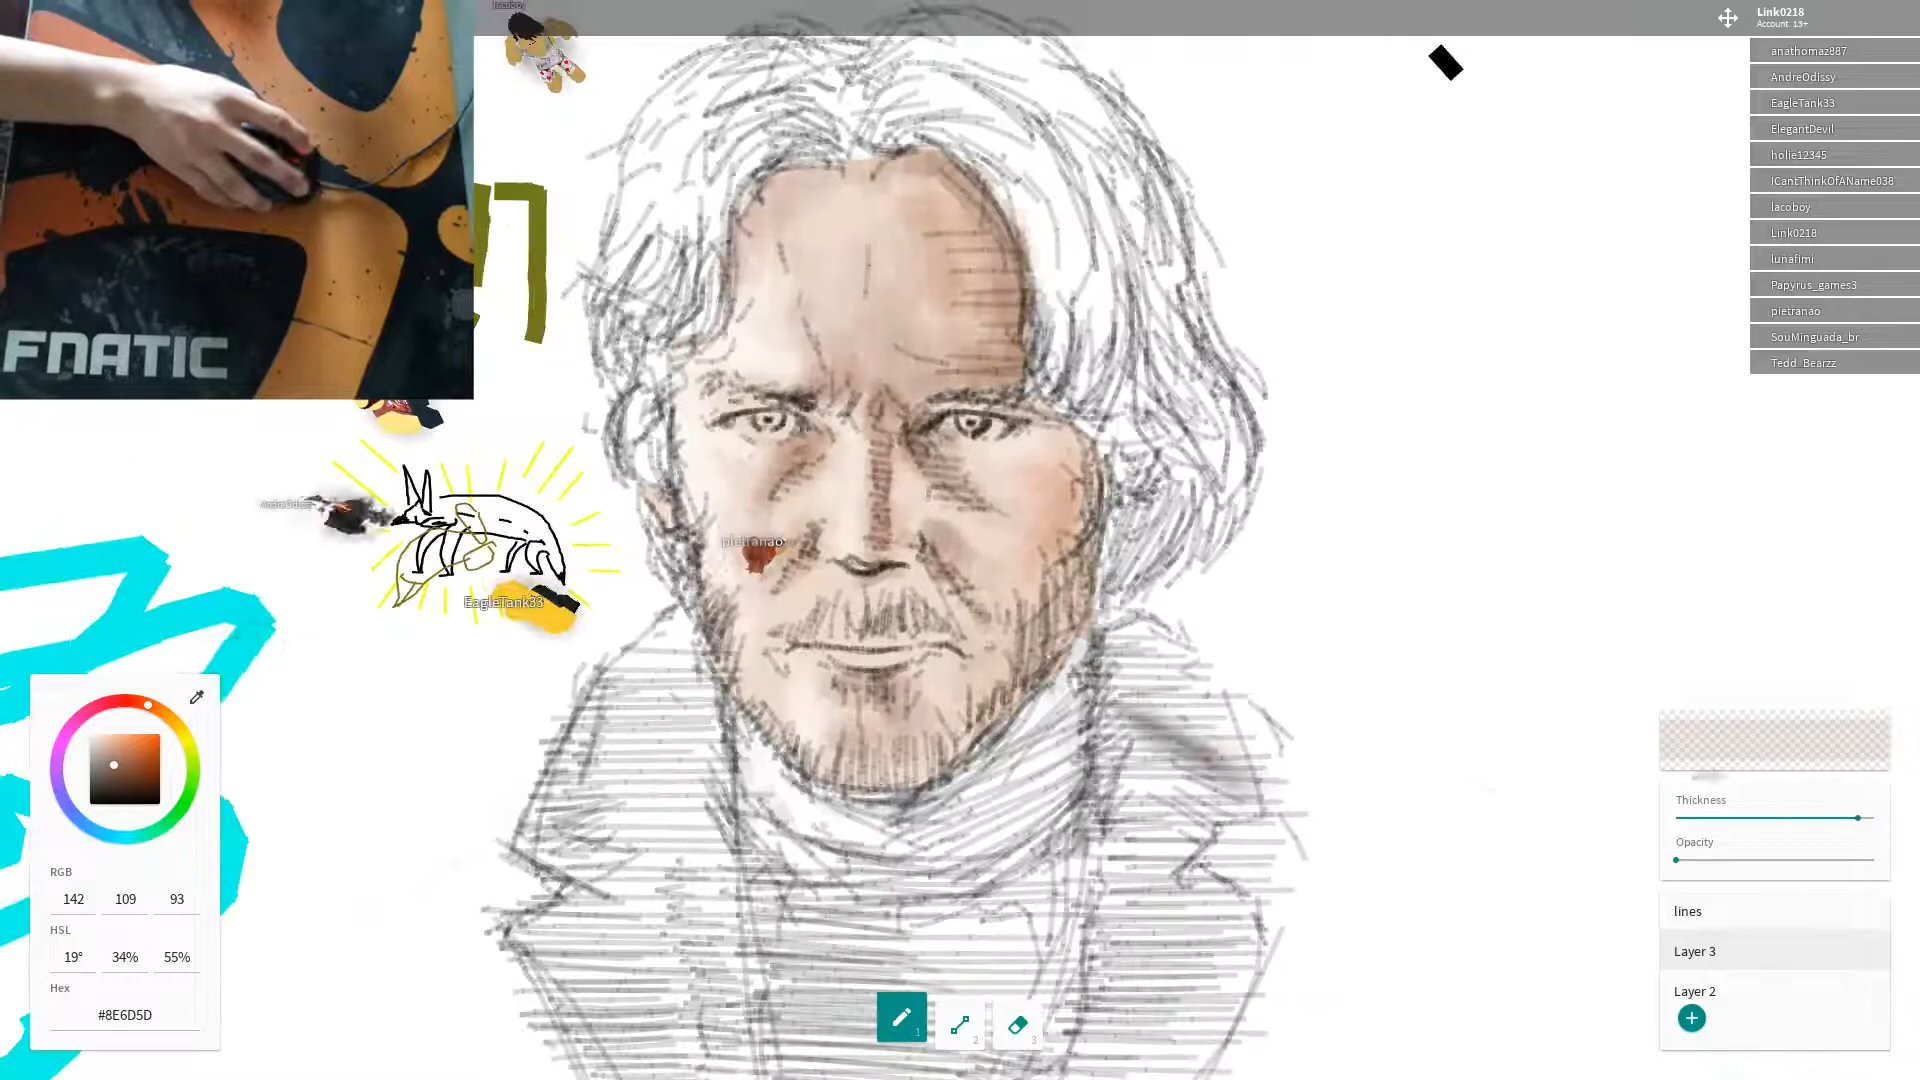 lacoboy
Link0218
Account: 13+
anathomaz887
AndreOdissy
EagleTank33
ElegantDevil
holie12345
ICantThinkOfAName038
lacoboy
Link0218
lunafimi
Papyrus_games3
pietranao
SouMinguada_br
Tedd_Bearzz
FNATIC
AndreOdissy
pietranao
EagleTank33
RGB
142 109 93
HSL
19° 34% 55%
Hex
#8E6D5D
1
2
3
Thickness
Opacity
lines
Layer 3
Layer 2